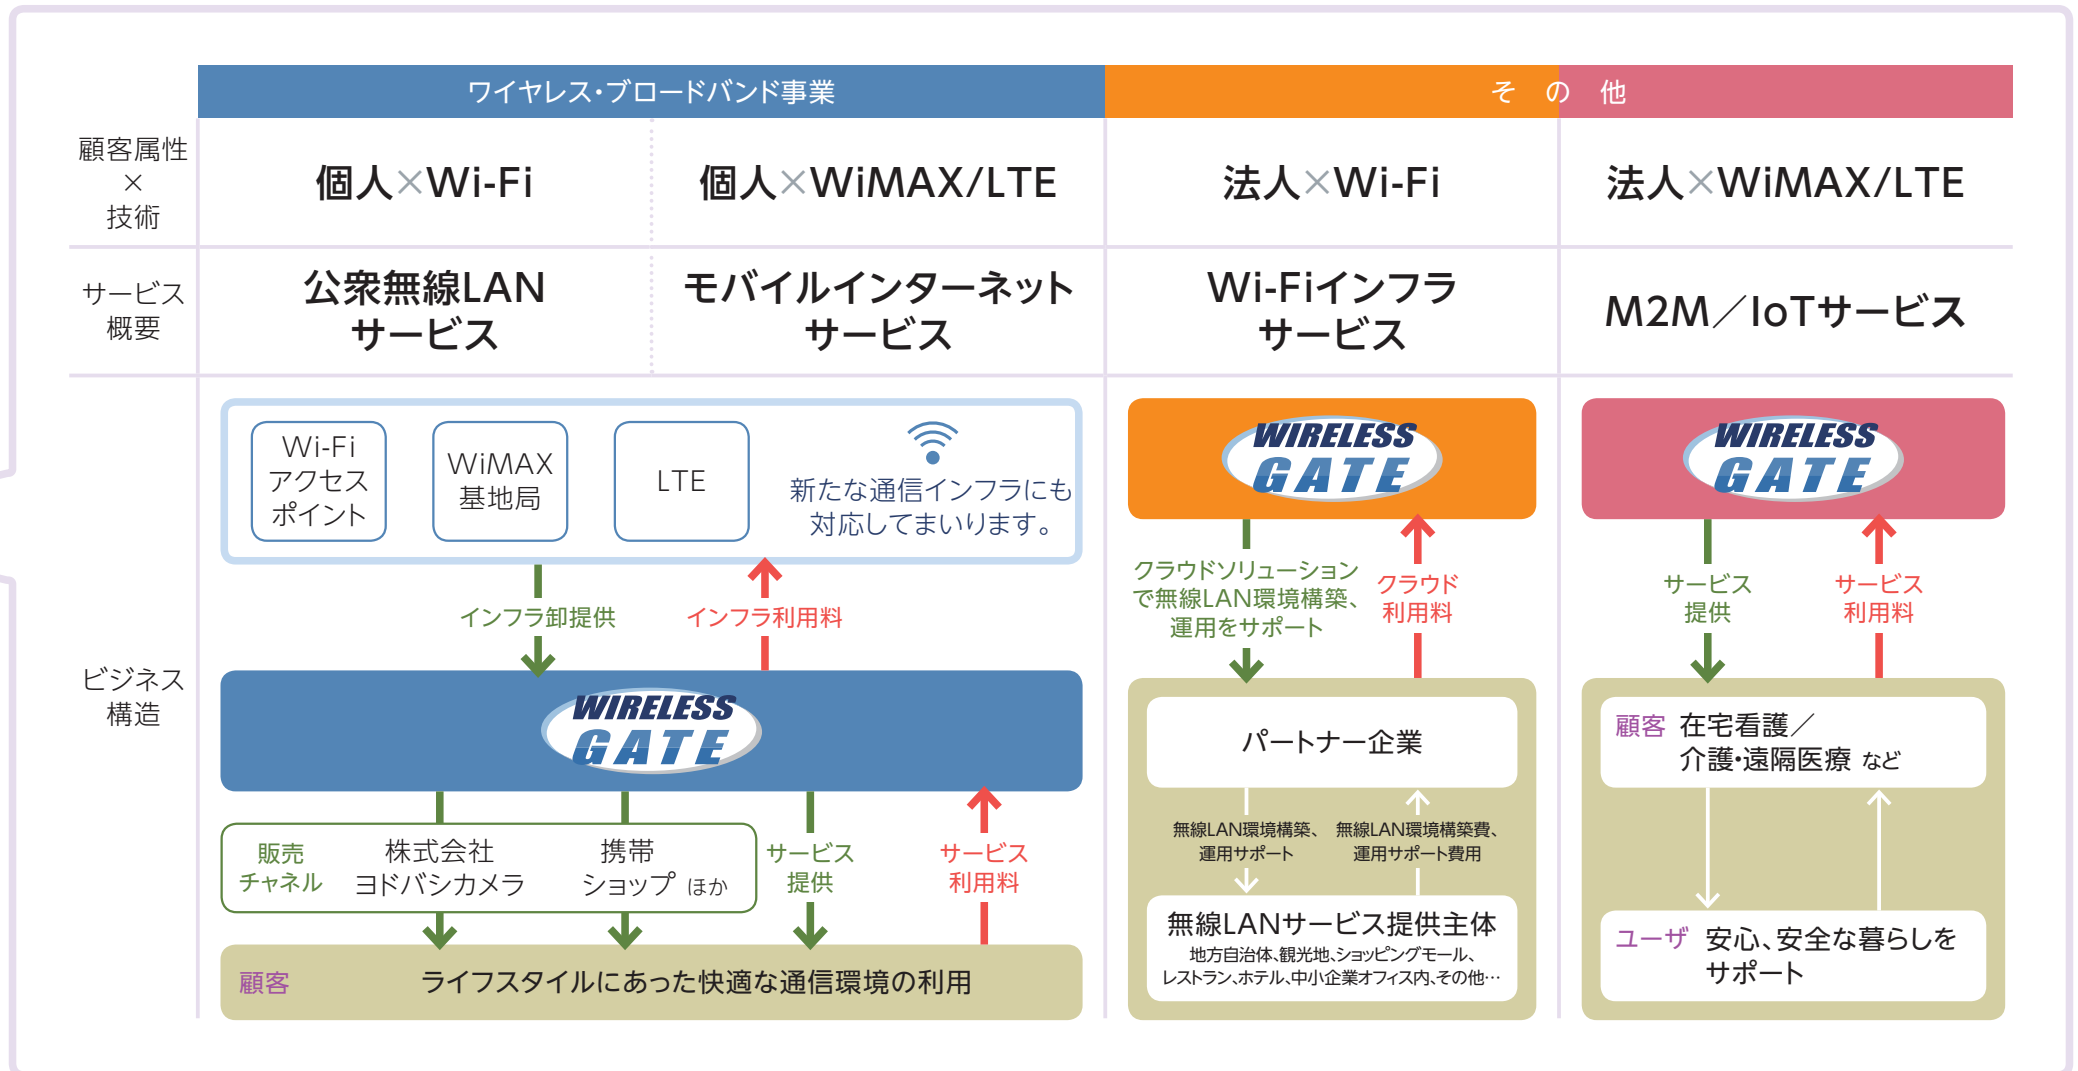 ワイヤレス・ブロードバンド事業
その他
顧客属性
×
技術
個人×Wi-Fi
個人×WiMAX/LTE
法人×Wi-Fi
法人×WiMAX/LTE
サービス
概要
公衆無線LAN
サービス
モバイルインターネット
サービス
Wi-Fiインフラ
サービス
M2M／IoTサービス
ビジネス
構造
Wi-Fi
アクセス
ポイント
WiMAX
基地局
LTE
新たな通信インフラにも
対応してまいります。
インフラ卸提供
インフラ利用料
WIRELESS
GATE
販売
チャネル
株式会社
ヨドバシカメラ
携帯
ショップ ほか
サービス
提供
サービス
利用料
顧客
ライフスタイルにあった快適な通信環境の利用
WIRELESS
GATE
クラウドソリューション
で無線LAN環境構築、
運用をサポート
クラウド
利用料
パートナー企業
無線LAN環境構築、
運用サポート
無線LAN環境構築費、
運用サポート費用
無線LANサービス提供主体
地方自治体、観光地、ショッピングモール、
レストラン、ホテル、中小企業オフィス内、その他…
WIRELESS
GATE
サービス
提供
サービス
利用料
顧客 在宅看護／
介護・遠隔医療 など
ユーザ 安心、安全な暮らしを
サポート